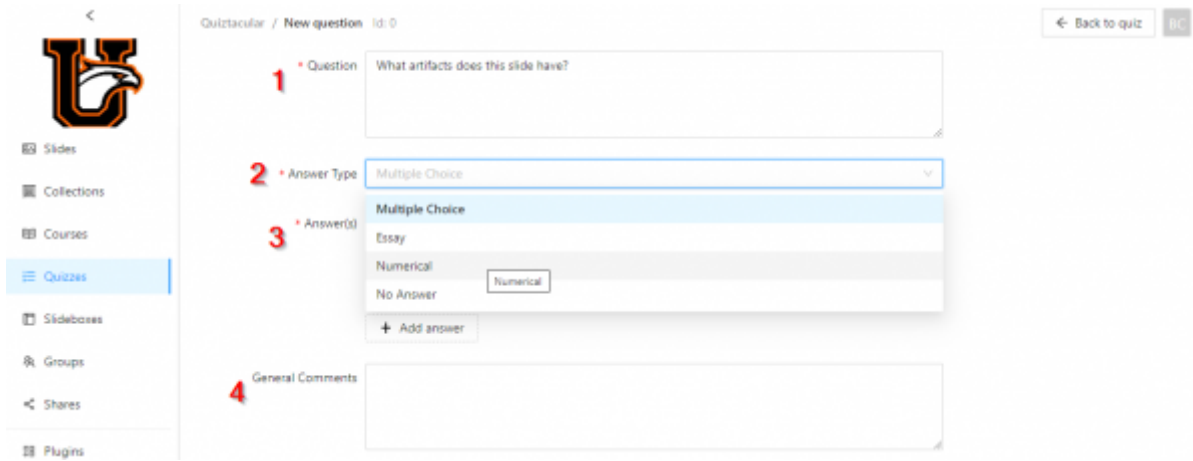 Quiztacular / New question Id: 0
← Back to quiz
BC
U
Slides
Collections
Courses
Quizzes
Slideboxes
Groups
Shares
Plugins
1
* Question
What artifacts does this slide have?
2
* Answer Type
Multiple Choice
3
* Answer(s)
Multiple Choice
Essay
Numerical
Numerical
No Answer
+ Add answer
4
General Comments